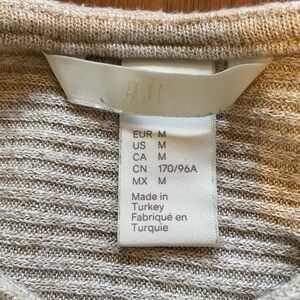 EUR M
US M
CA M
CN 170/96A
MX M
Made in
Turkey
Fabriqué en
Turquie